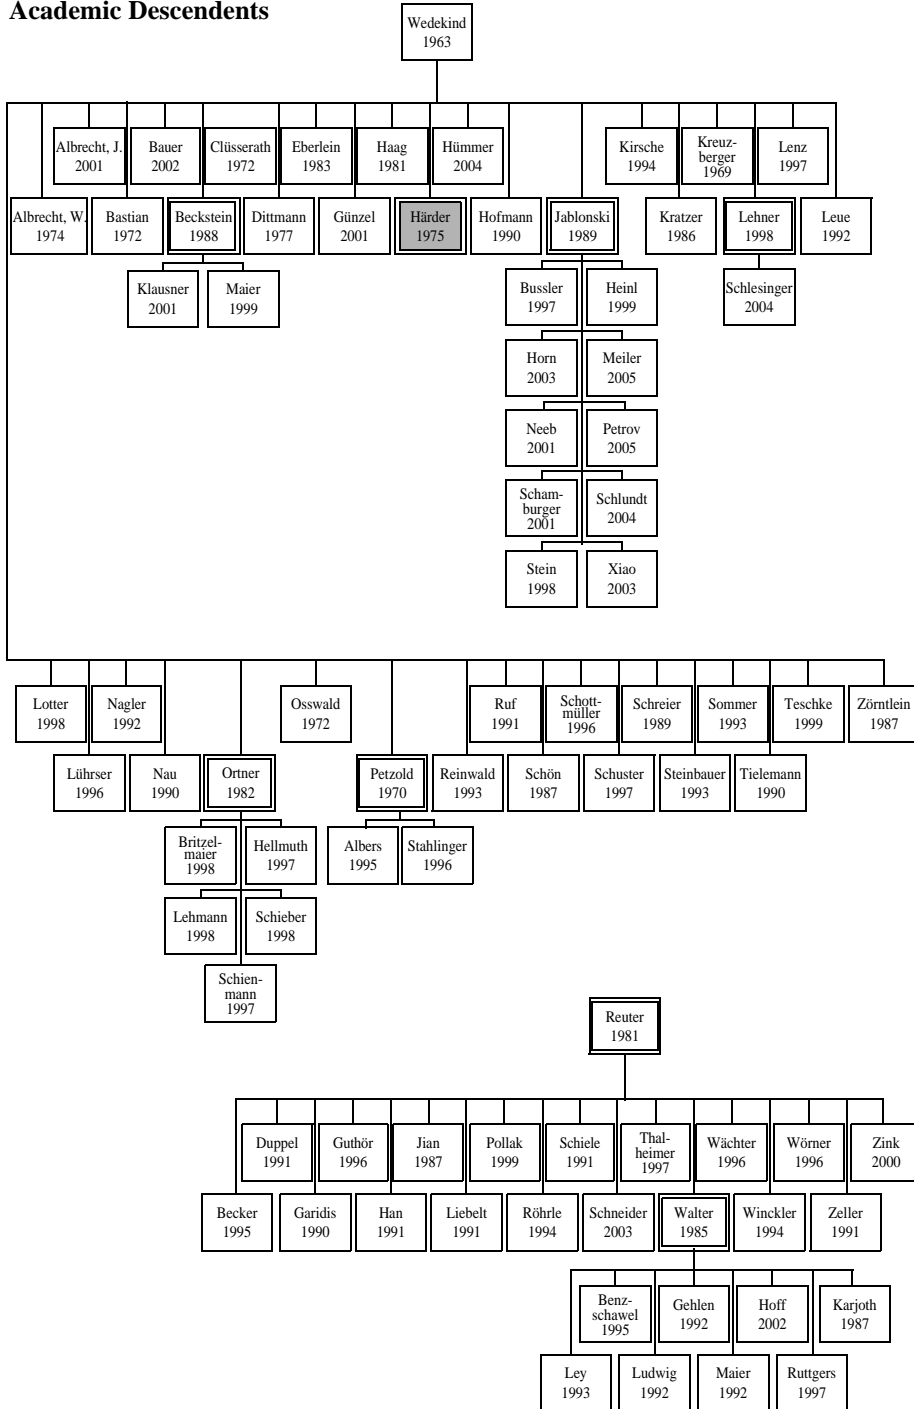 Academic Descendents
Wedekind
1963
Albrecht, J.
2001
Bauer
2002
Clüsserath
1972
Eberlein
1983
Haag
1981
Hümmer
2004
Kirsche
1994
Kreuz-
berger
1969
Lenz
1997
Albrecht, W.
1974
Bastian
1972
Beckstein
1988
Dittmann
1977
Günzel
2001
Härder
1975
Hofmann
1990
Jablonski
1989
Kratzer
1986
Lehner
1998
Leue
1992
Klausner
2001
Maier
1999
Bussler
1997
Heinl
1999
Schlesinger
2004
Horn
2003
Meiler
2005
Neeb
2001
Petrov
2005
Scham-
burger
2001
Schlundt
2004
Stein
1998
Xiao
2003
Lotter
1998
Nagler
1992
Osswald
1972
Ruf
1991
Schott-
müller
1996
Schreier
1989
Sommer
1993
Teschke
1999
Zörntlein
1987
Lührser
1996
Nau
1990
Ortner
1982
Petzold
1970
Reinwald
1993
Schön
1987
Schuster
1997
Steinbauer
1993
Tielemann
1990
Britzel-
maier
1998
Hellmuth
1997
Albers
1995
Stahlinger
1996
Lehmann
1998
Schieber
1998
Schien-
mann
1997
Reuter
1981
Duppel
1991
Guthör
1996
Jian
1987
Pollak
1999
Schiele
1991
Thal-
heimer
1997
Wächter
1996
Wörner
1996
Zink
2000
Becker
1995
Garidis
1990
Han
1991
Liebelt
1991
Röhrle
1994
Schneider
2003
Walter
1985
Winckler
1994
Zeller
1991
Benz-
schawel
1995
Gehlen
1992
Hoff
2002
Karjoth
1987
Ley
1993
Ludwig
1992
Maier
1992
Ruttgers
1997